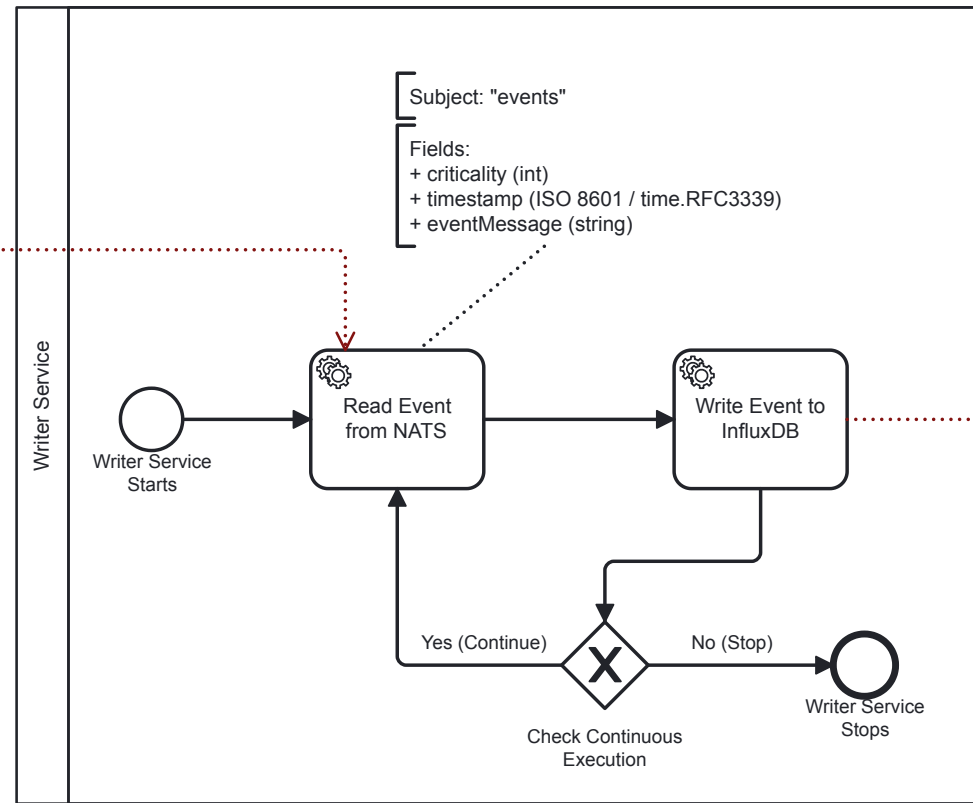 Subject: "events"
Fields:
+ criticality (int)
+ timestamp (ISO 8601 / time.RFC3339)
+ eventMessage (string)
Writer Service
Writer Service
Starts
Read Event
from NATS
Write Event to
InfluxDB
Yes (Continue)
No (Stop)
Check Continuous
Execution
Writer Service
Stops